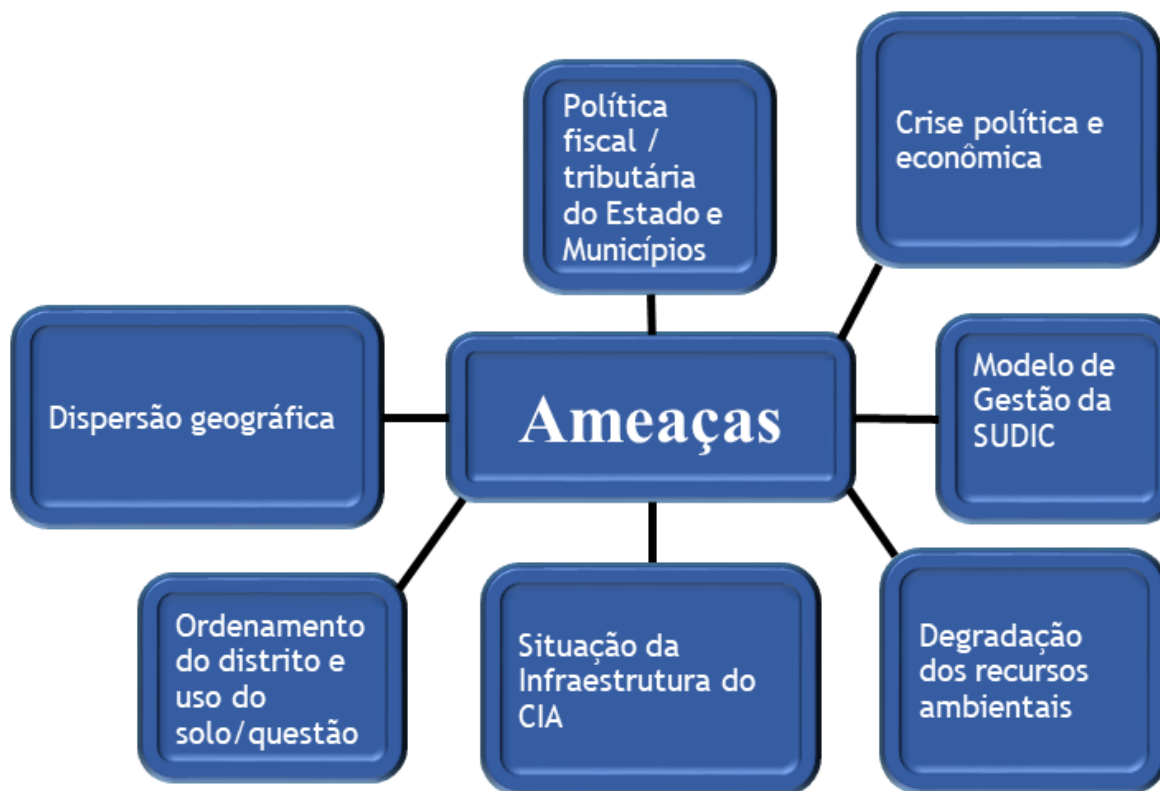 Política
fiscal /
tributária
do Estado e
Municípios
Crise política e
econômica
Dispersão geográfica
Ameaças
Modelo de
Gestão da
SUDIC
Ordenamento
do distrito e
uso do
solo/questão
Situação da
Infraestrutura do
CIA
Degradação
dos recursos
ambientais